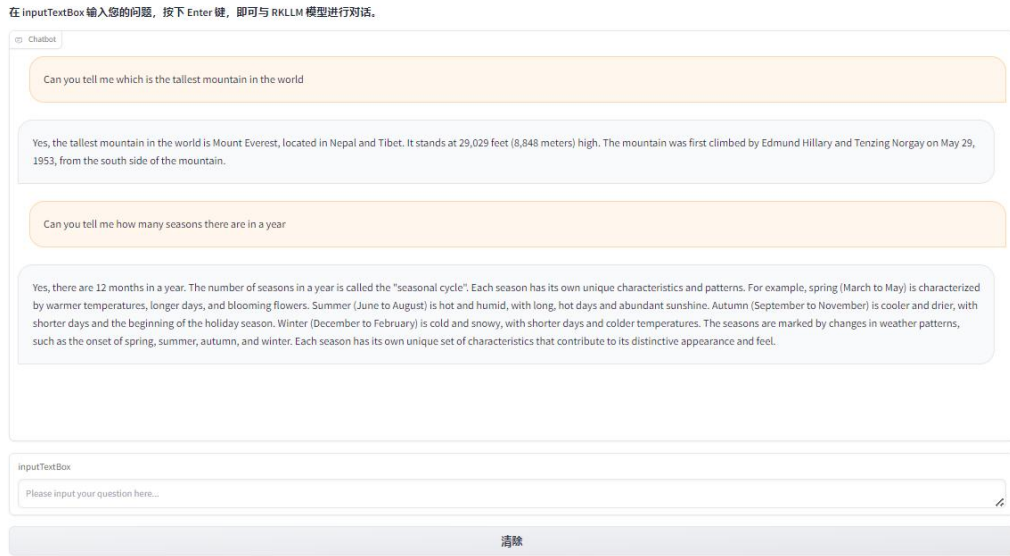 在 inputTextBox 输入您的问题，按下 Enter 键，即可与 RKLLM 模型进行对话。
Chatbot
Can you tell me which is the tallest mountain in the world
Yes, the tallest mountain in the world is Mount Everest, located in Nepal and Tibet. It stands at 29,029 feet (8,848 meters) high. The mountain was first climbed by Edmund Hillary and Tenzing Norgay on May 29,
1953, from the south side of the mountain.
Can you tell me how many seasons there are in a year
Yes, there are 12 months in a year. The number of seasons in a year is called the "seasonal cycle". Each season has its own unique characteristics and patterns. For example, spring (March to May) is characterized
by warmer temperatures, longer days, and blooming flowers. Summer (June to August) is hot and humid, with long, hot days and abundant sunshine. Autumn (September to November) is cooler and drier, with
shorter days and the beginning of the holiday season. Winter (December to February) is cold and snowy, with shorter days and colder temperatures. The seasons are marked by changes in weather patterns,
such as the onset of spring, summer, autumn, and winter. Each season has its own unique set of characteristics that contribute to its distinctive appearance and feel.
inputTextBox
Please input your question here...
清除